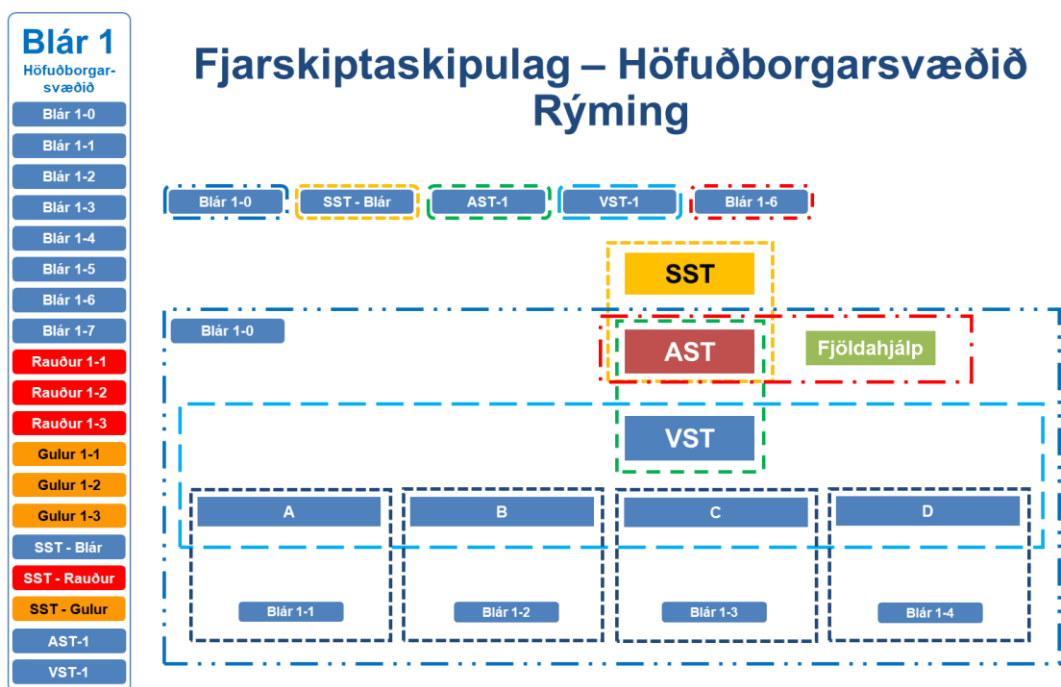 Blár 1
Höfuðborgar-
svæðið
Blár 1-0
Blár 1-1
Blár 1-2
Blár 1-3
Blár 1-4
Blár 1-5
Blár 1-6
Blár 1-7
Rauður 1-1
Rauður 1-2
Rauður 1-3
Gulur 1-1
Gulur 1-2
Gulur 1-3
SST - Blár
SST - Rauður
SST - Gulur
AST-1
VST-1
Fjarskiptaskipulag – Höfuðborgarsvæðið
Rýming
Blár 1-0 SST - Blár AST-1 VST-1 Blár 1-6
SST
Blár 1-0
AST Fjöldahjálp
VST
A B C D
Blár 1-1 Blár 1-2 Blár 1-3 Blár 1-4